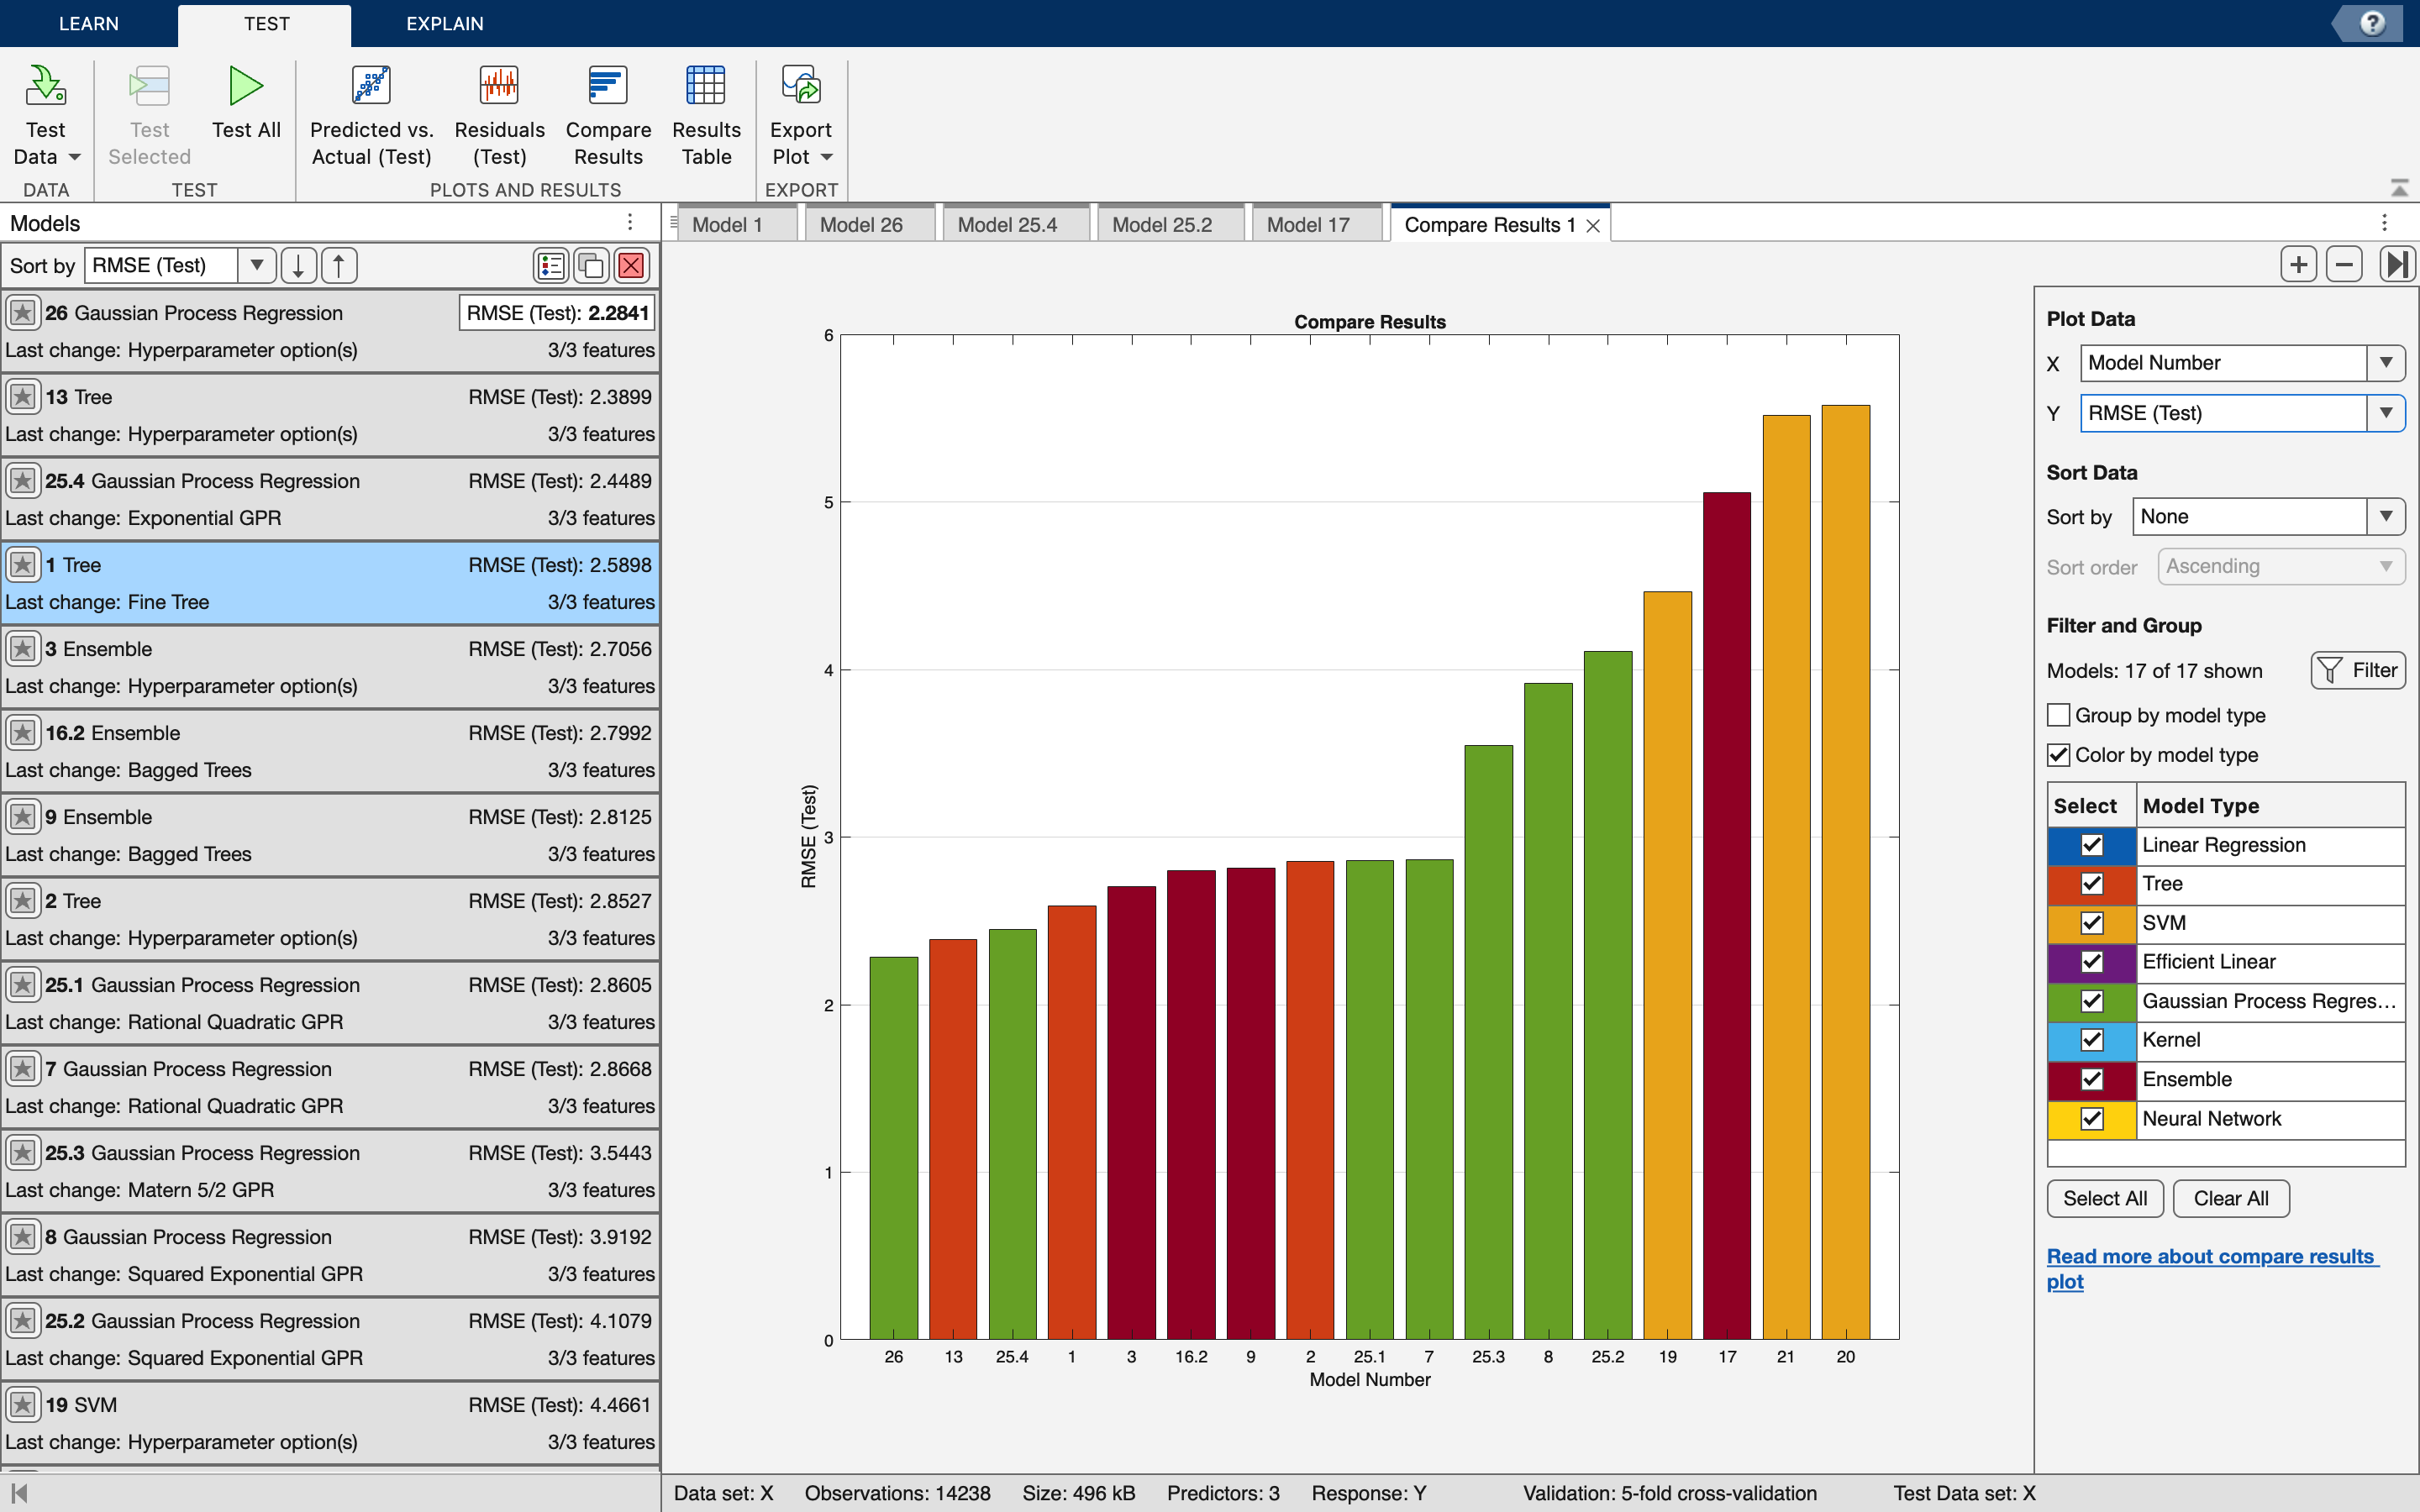 LEARN
TEST
EXPLAIN
Test Data
Test Selected
Test All
Predicted vs. Actual (Test)
Residuals (Test)
Compare Results
Results Table
Export Plot
DATA
TEST
PLOTS AND RESULTS
EXPORT
Models
Sort by RMSE (Test)
26 Gaussian Process Regression RMSE (Test): 2.2841
Last change: Hyperparameter option(s) 3/3 features
13 Tree RMSE (Test): 2.3899
Last change: Hyperparameter option(s) 3/3 features
25.4 Gaussian Process Regression RMSE (Test): 2.4489
Last change: Exponential GPR 3/3 features
1 Tree RMSE (Test): 2.5898
Last change: Fine Tree 3/3 features
3 Ensemble RMSE (Test): 2.7056
Last change: Hyperparameter option(s) 3/3 features
16.2 Ensemble RMSE (Test): 2.7992
Last change: Bagged Trees 3/3 features
9 Ensemble RMSE (Test): 2.8125
Last change: Bagged Trees 3/3 features
2 Tree RMSE (Test): 2.8527
Last change: Hyperparameter option(s) 3/3 features
25.1 Gaussian Process Regression RMSE (Test): 2.8605
Last change: Rational Quadratic GPR 3/3 features
7 Gaussian Process Regression RMSE (Test): 2.8668
Last change: Rational Quadratic GPR 3/3 features
25.3 Gaussian Process Regression RMSE (Test): 3.5443
Last change: Matern 5/2 GPR 3/3 features
8 Gaussian Process Regression RMSE (Test): 3.9192
Last change: Squared Exponential GPR 3/3 features
25.2 Gaussian Process Regression RMSE (Test): 4.1079
Last change: Squared Exponential GPR 3/3 features
19 SVM RMSE (Test): 4.4661
Last change: Hyperparameter option(s) 3/3 features
Model 1
Model 26
Model 25.4
Model 25.2
Model 17
Compare Results 1
Compare Results
6
5
4
3
2
1
0
RMSE (Test)
26 13 25.4 1 3 16.2 9 2 25.1 7 25.3 8 25.2 19 17 21 20
Model Number
Plot Data
X Model Number
Y RMSE (Test)
Sort Data
Sort by None
Sort order Ascending
Filter and Group
Models: 17 of 17 shown Filter
Group by model type
Color by model type
Select Model Type
Linear Regression
Tree
SVM
Efficient Linear
Gaussian Process Regres...
Kernel
Ensemble
Neural Network
Select All Clear All
Read more about compare results
plot
Data set: X Observations: 14238 Size: 496 kB Predictors: 3 Response: Y Validation: 5-fold cross-validation Test Data set: X